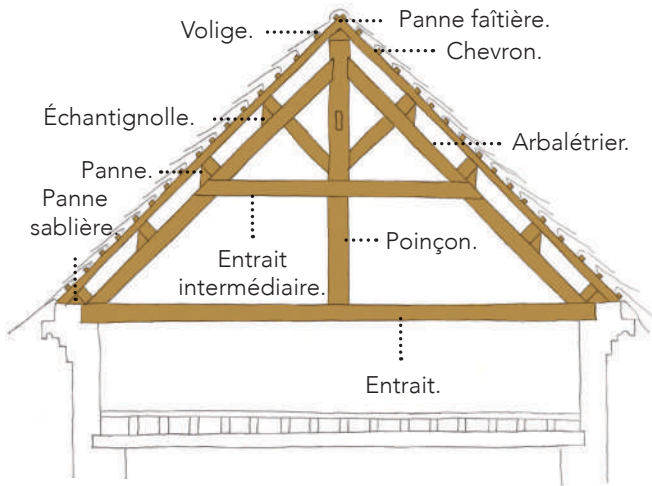 Panne faîtière.
Volige.
Chevron.
Échantignolle.
Arbalétrier.
Panne.
Panne
sablière.
Entrait
intermédiaire.
Poinçon.
Entrait.